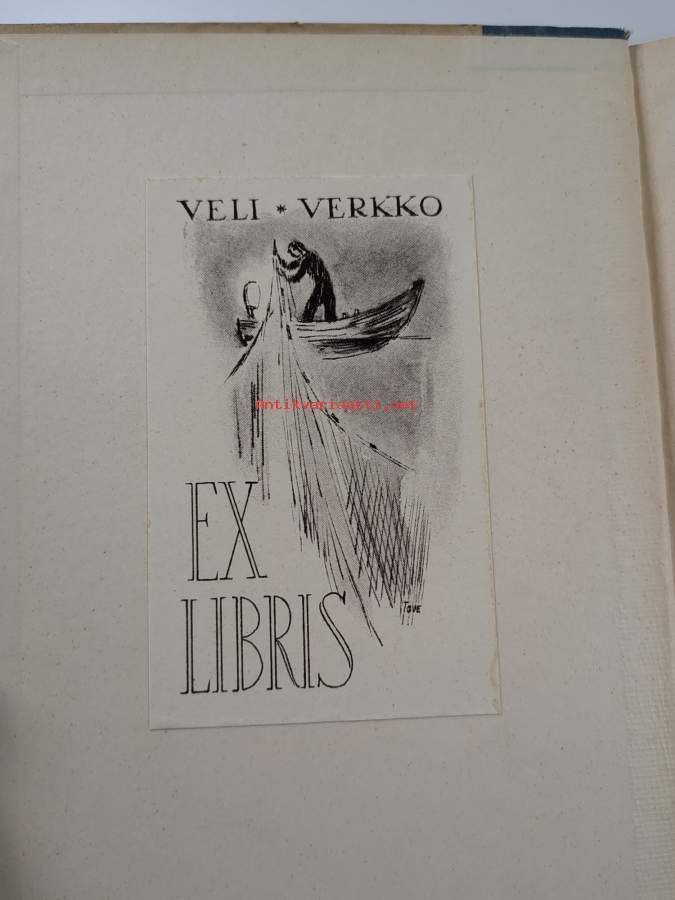 VELI * VERKKO
Antikvariaatti.net
EX
LIBRIS
TOVE